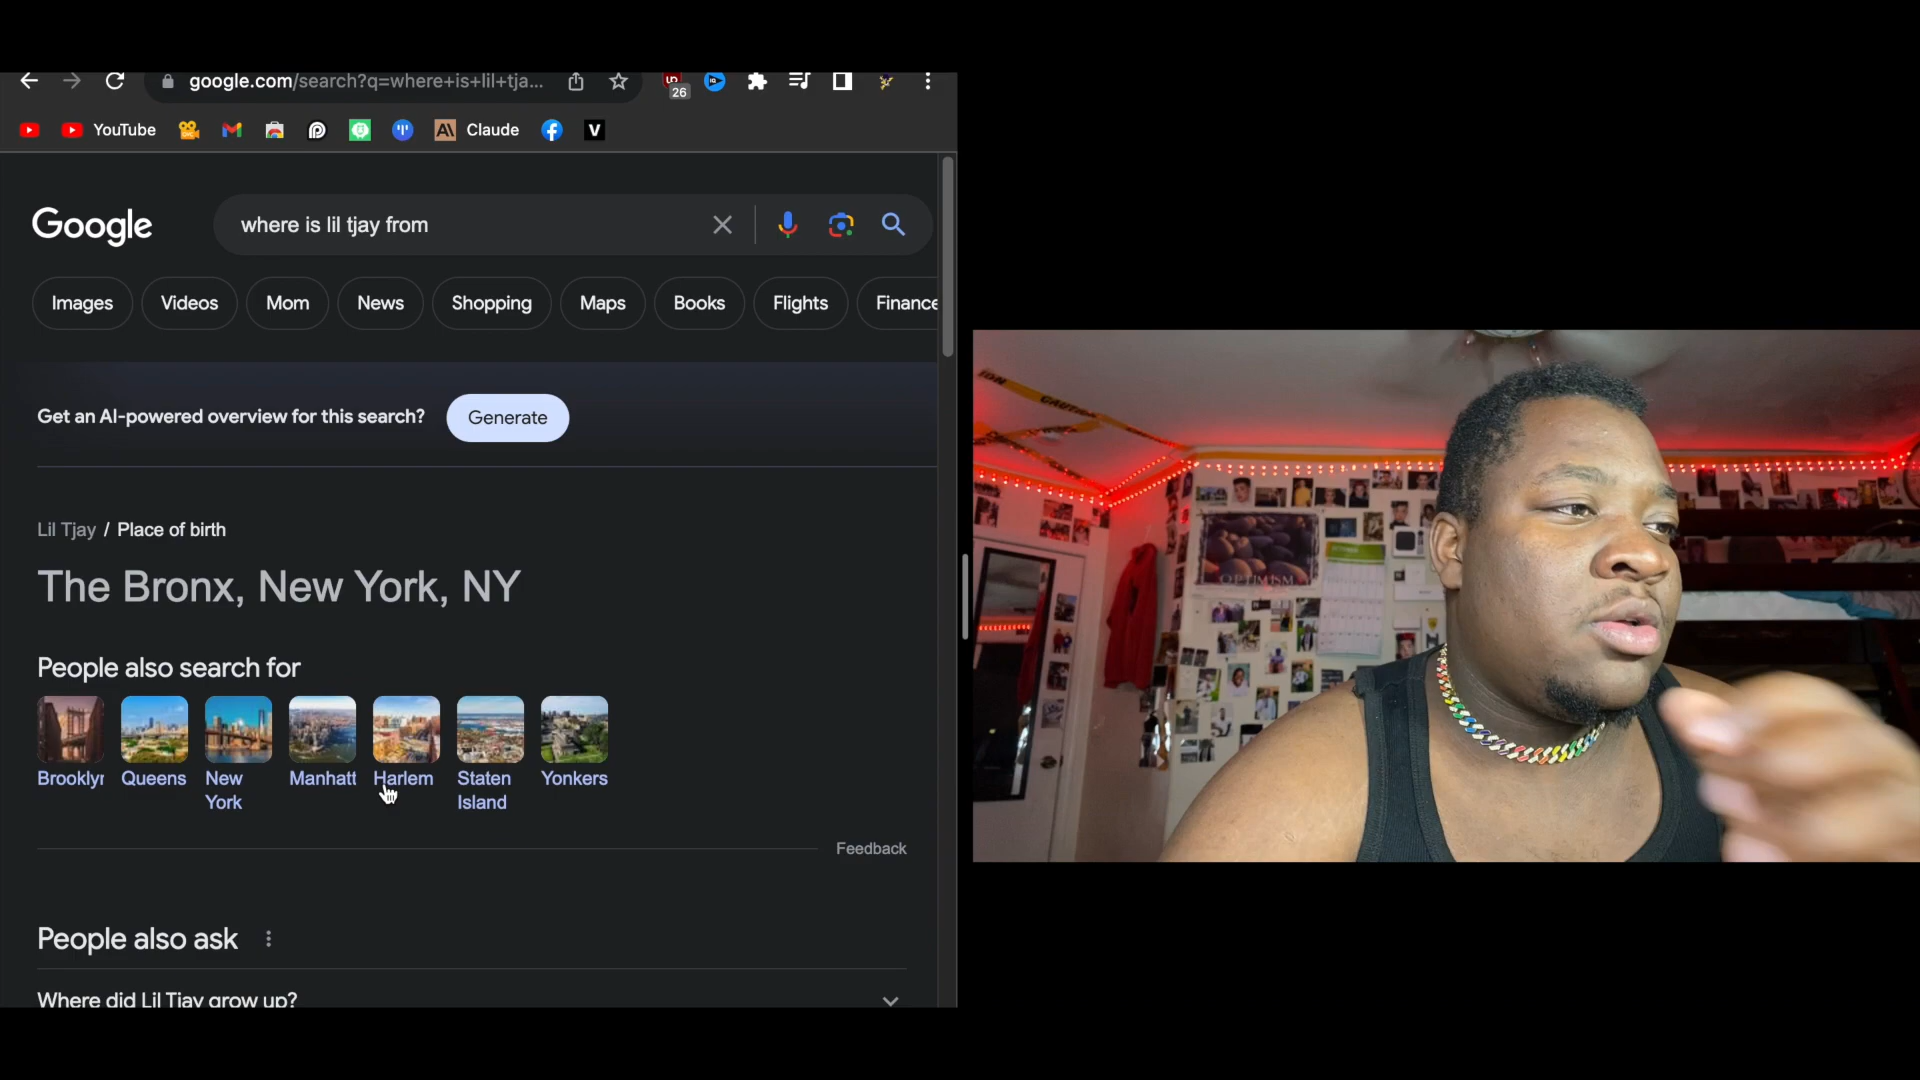 google.com/search?q=where+is+lil+tja...
26
YouTube
Claude
V
Google
where is lil tjay from
Images
Videos
Mom
News
Shopping
Maps
Books
Flights
Finance
Get an AI-powered overview for this search?
Generate
Lil Tjay / Place of birth
The Bronx, New York, NY
People also search for
Brooklyn
Queens
New
York
Manhatt
Harlem
Staten
Island
Yonkers
Feedback
People also ask
Where did Lil Tjay grow up?
CAUTION
OPTIMISM